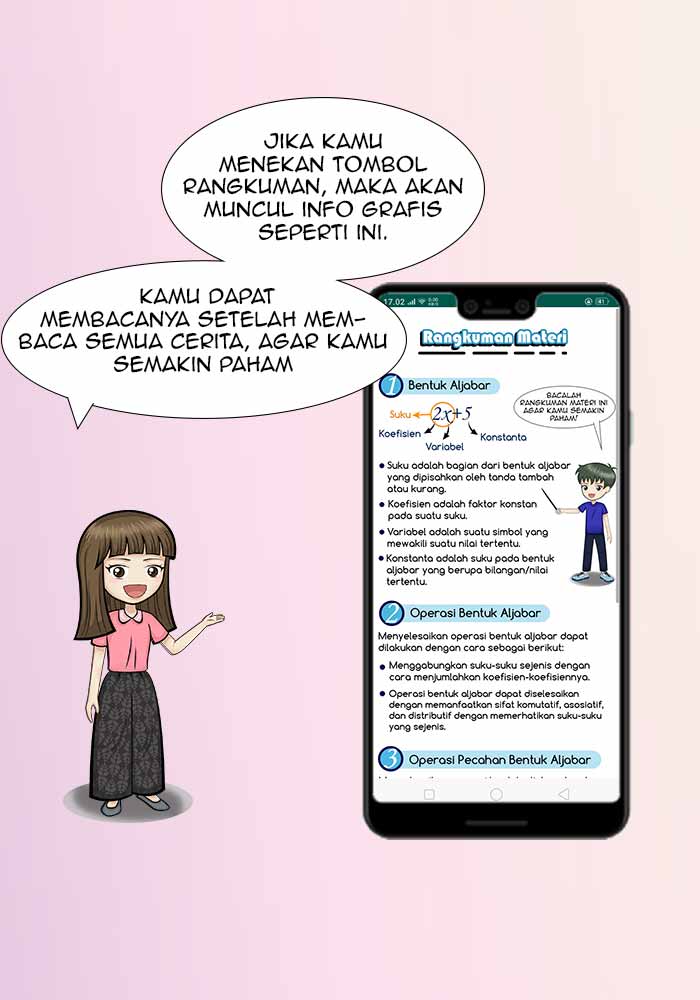 JIKA KAMU
MENEKAN TOMBOL
RANGKUMAN, MAKA AKAN
MUNCUL INFO GRAFIS
SEPERTI INI.
KAMU DAPAT
MEMBACANYA SETELAH MEM-
BACA SEMUA CERITA, AGAR KAMU
SEMAKIN PAHAM
17.02
41
Rangkuman Materi
1 Bentuk Aljabar
BACALAH
RANGKUMAN MATERI INI
AGAR KAMU SEMAKIN
PAHAM!
Suku 2x+5
Koefisien
Variabel
Konstanta
• Suku adalah bagian dari bentuk aljabar
yang dipisahkan oleh tanda tambah
atau kurang.
• Koefisien adalah faktor konstan
pada suatu suku.
• Variabel adalah suatu simbol yang
mewakili suatu nilai tertentu.
• Konstanta adalah suku pada bentuk
aljabar yang berupa bilangan/nilai
tertentu.
2 Operasi Bentuk Aljabar
Menyelesaikan operasi bentuk aljabar dapat
dilakukan dengan cara sebagai berikut:
• Menggabungkan suku-suku sejenis dengan
cara menjumlahkan koefisien-koefisiennya.
• Operasi bentuk aljabar dapat diselesaikan
dengan memanfaatkan sifat komutatif, asosiatif,
dan distributif dengan memerhatikan suku-suku
yang sejenis.
3 Operasi Pecahan Bentuk Aljabar